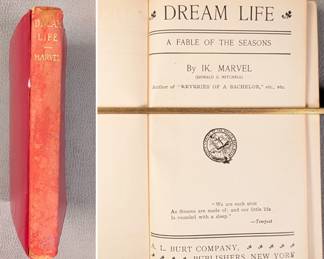 DREAM
LIFE
MARVEL
DREAM LIFE
A FABLE OF THE SEASONS
By IK. MARVEL
(DONALD G. MITCHELL)
Author of "REVERIES OF A BACHELOR," etc., etc.
"We are such stuff
As dreams are made of; and our little life
Is rounded with a sleep."
—Tempest
A. L. BURT COMPANY,
PUBLISHERS, NEW YORK